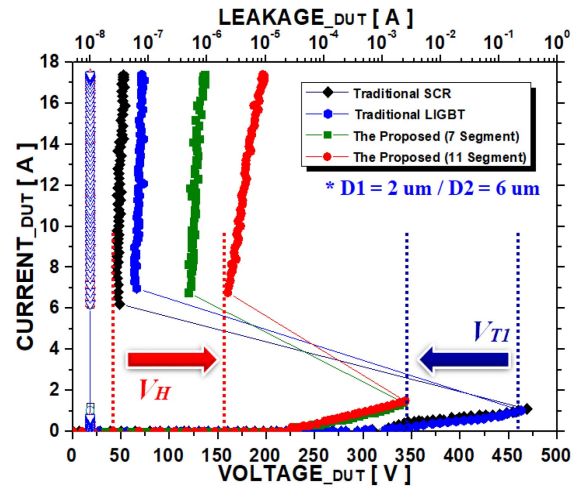 LEAKAGE_DUT [ A ]
10^-8 10^-7 10^-6 10^-5 10^-4 10^-3 10^-2 10^-1 10^0
18
16
14
12
10
8
6
4
2
0
CURRENT_DUT [ A ]
Traditional SCR
Traditional LIGBT
The Proposed (7 Segment)
The Proposed (11 Segment)
* D1 = 2 um / D2 = 6 um
V_T1
V_H
0 50 100 150 200 250 300 350 400 450 500
VOLTAGE_DUT [ V ]